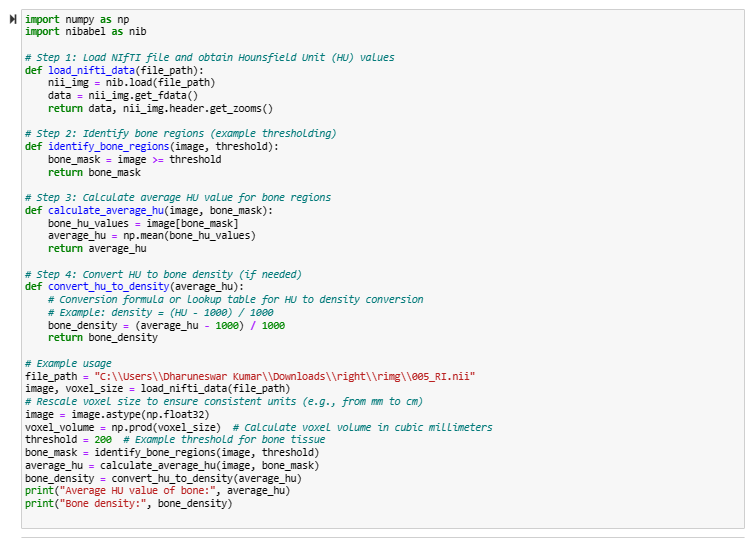 import numpy as np
import nibabel as nib

# Step 1: Load NIfTI file and obtain Hounsfield Unit (HU) values
def load_nifti_data(file_path):
    nii_img = nib.load(file_path)
    data = nii_img.get_fdata()
    return data, nii_img.header.get_zooms()

# Step 2: Identify bone regions (example thresholding)
def identify_bone_regions(image, threshold):
    bone_mask = image >= threshold
    return bone_mask

# Step 3: Calculate average HU value for bone regions
def calculate_average_hu(image, bone_mask):
    bone_hu_values = image[bone_mask]
    average_hu = np.mean(bone_hu_values)
    return average_hu

# Step 4: Convert HU to bone density (if needed)
def convert_hu_to_density(average_hu):
    # Conversion formula or lookup table for HU to density conversion
    # Example: density = (HU - 1000) / 1000
    bone_density = (average_hu - 1000) / 1000
    return bone_density

# Example usage
file_path = "C:\\Users\\Dharuneswar Kumar\\Downloads\\right\\rimg\\005_RI.nii"
image, voxel_size = load_nifti_data(file_path)
# Rescale voxel size to ensure consistent units (e.g., from mm to cm)
image = image.astype(np.float32)
voxel_volume = np.prod(voxel_size)  # Calculate voxel volume in cubic millimeters
threshold = 200  # Example threshold for bone tissue
bone_mask = identify_bone_regions(image, threshold)
average_hu = calculate_average_hu(image, bone_mask)
bone_density = convert_hu_to_density(average_hu)
print("Average HU value of bone:", average_hu)
print("Bone density:", bone_density)